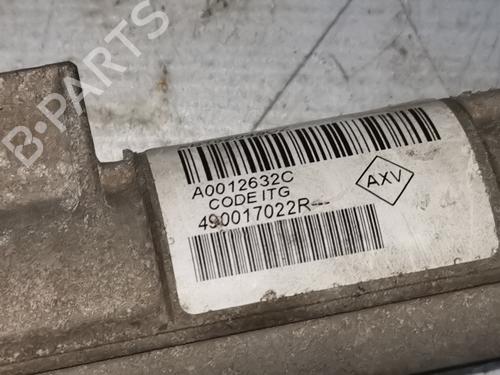 B-PARTS
A0012632C
CODE ITG
490017022R---
AXV